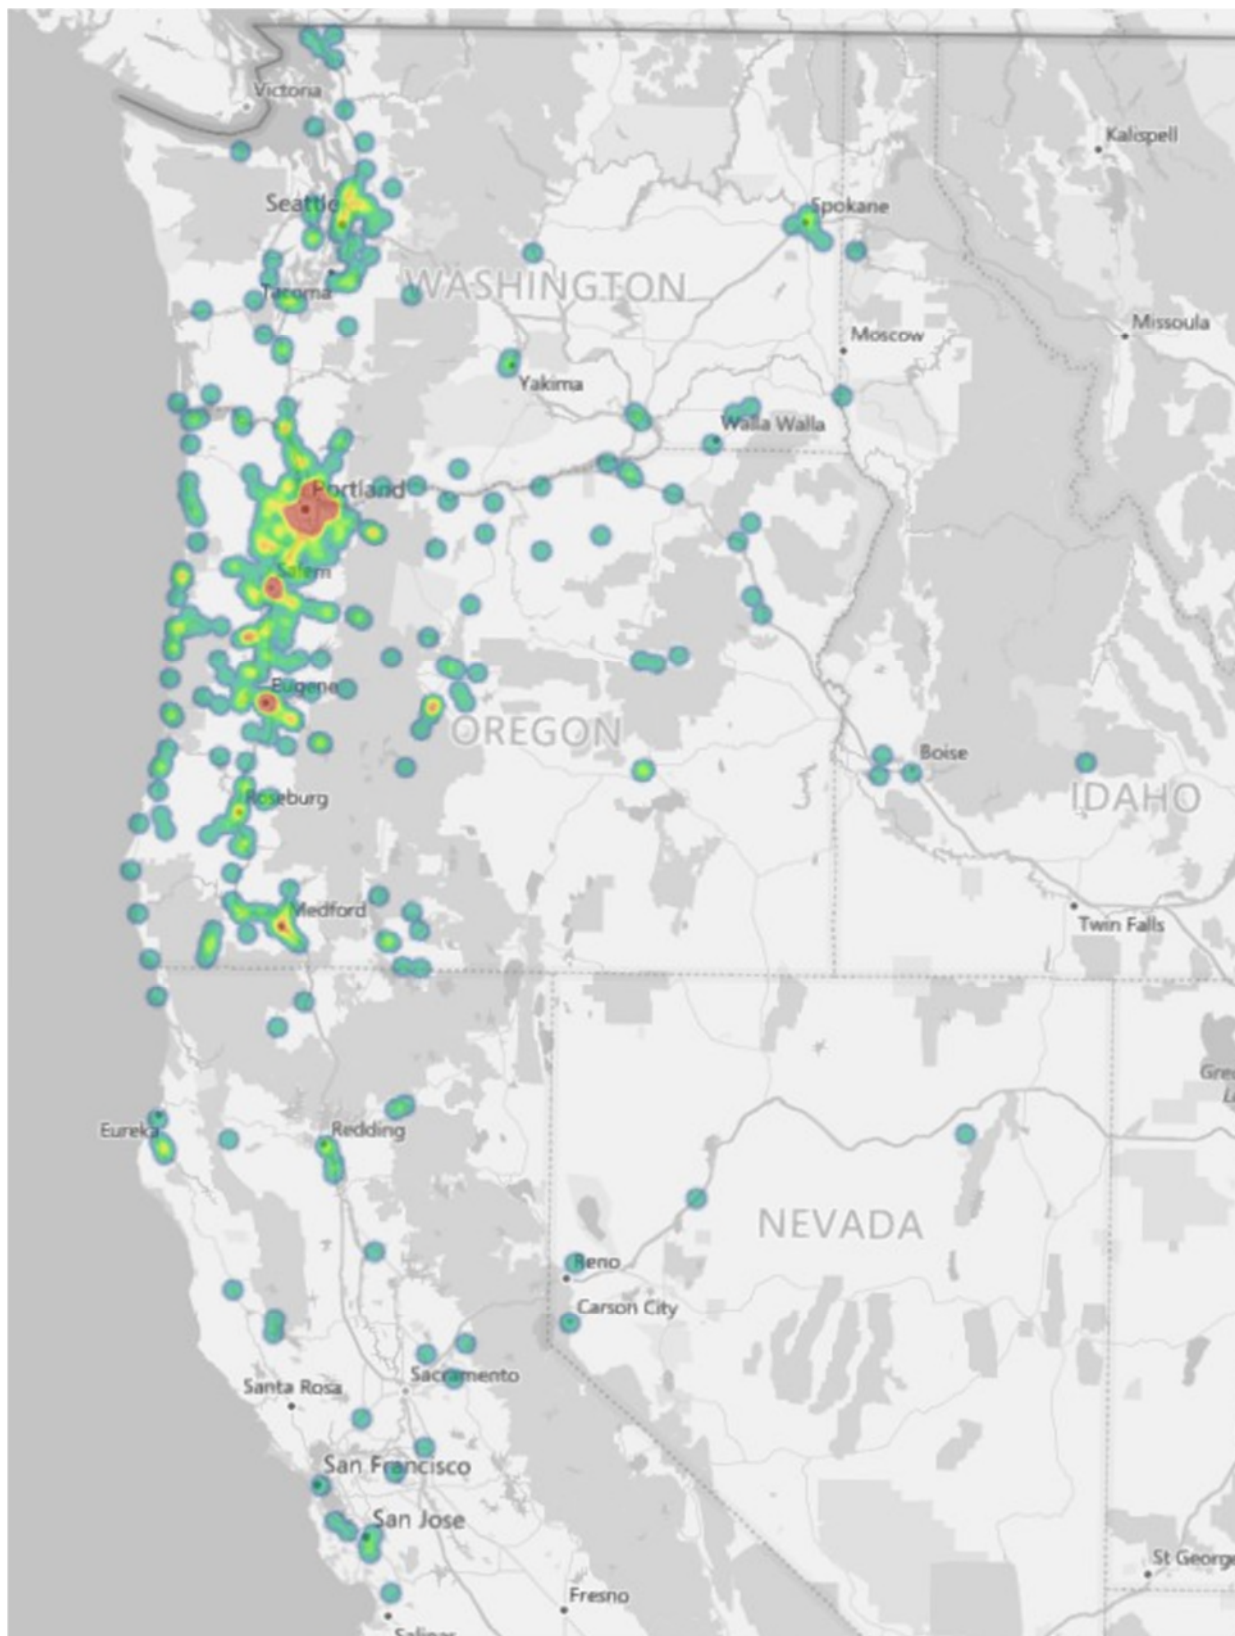 Victoria
Kalispell
Seattle
Spokane
WASHINGTON
Tacoma
Missoula
Moscow
Yakima
Walla Walla
Portland
Salem
Eugene
OREGON
Boise
Roseburg
IDAHO
Medford
Twin Falls
Eureka
Redding
NEVADA
Reno
Carson City
Sacramento
Santa Rosa
San Francisco
San Jose
St George
Fresno
Salinas